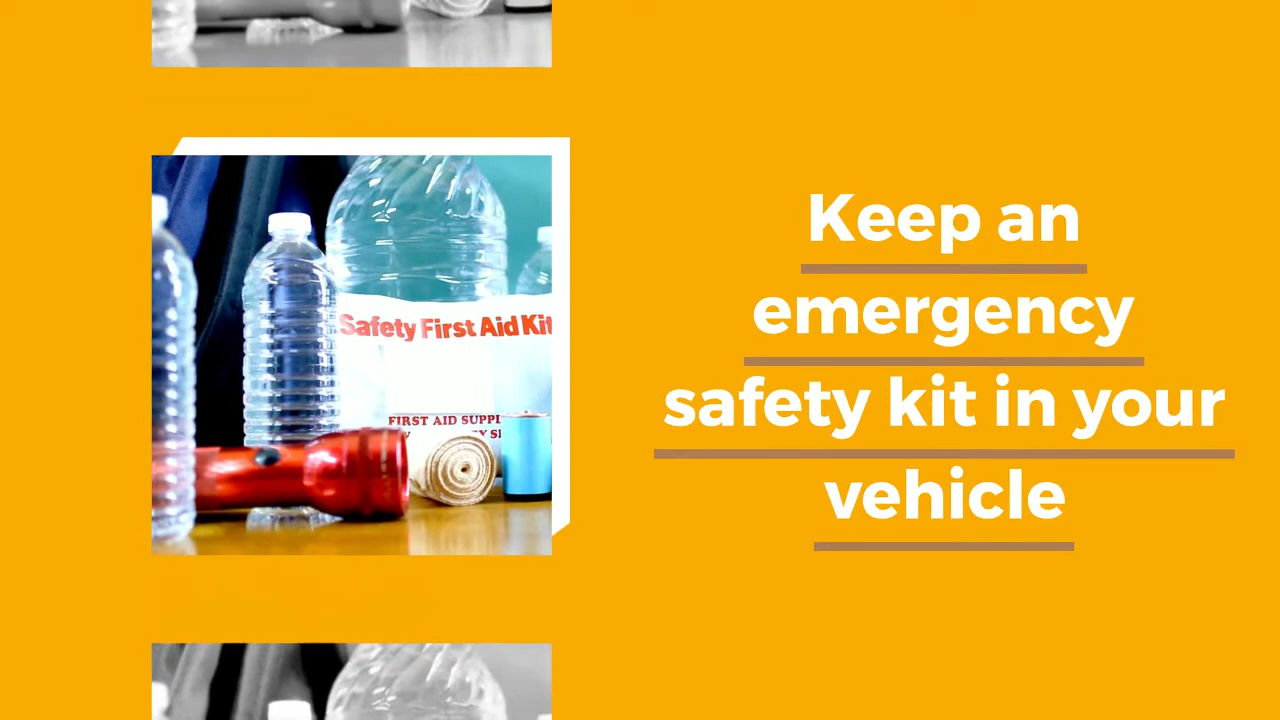 Safety First Aid Kit
FIRST AID SUPPL
Keep an
emergency
safety kit in your
vehicle